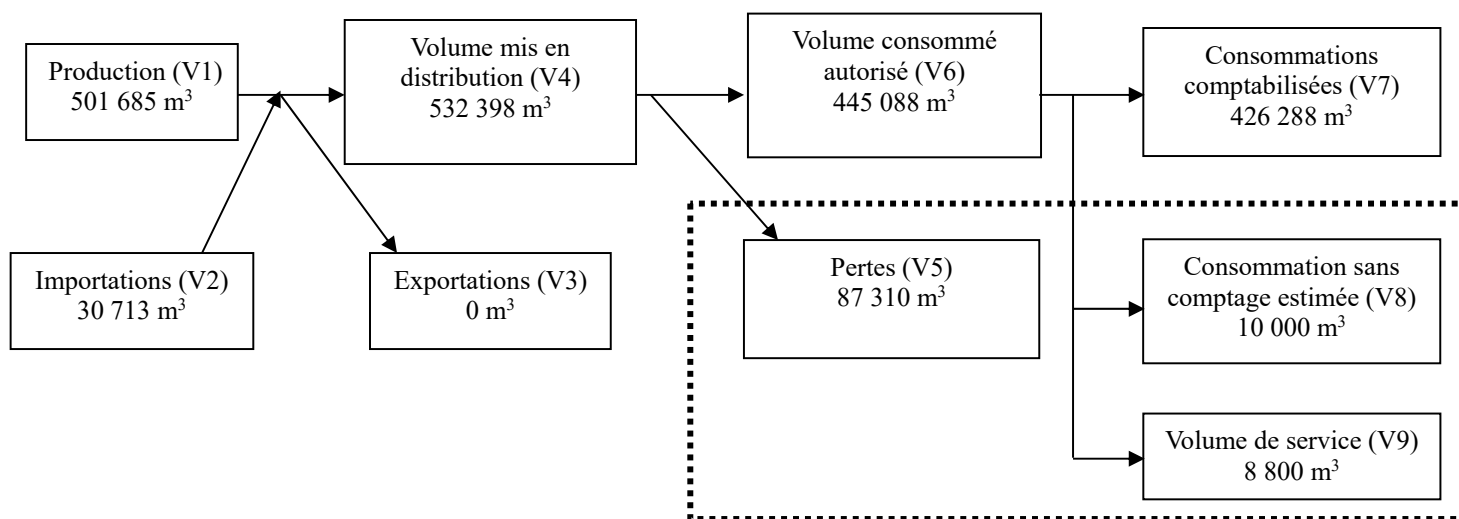 Production (V1)
501 685 m³
Volume mis en
distribution (V4)
532 398 m³
Volume consommé
autorisé (V6)
445 088 m³
Consommations
comptabilisées (V7)
426 288 m³
Importations (V2)
30 713 m³
Exportations (V3)
0 m³
Pertes (V5)
87 310 m³
Consommation sans
comptage estimée (V8)
10 000 m³
Volume de service (V9)
8 800 m³